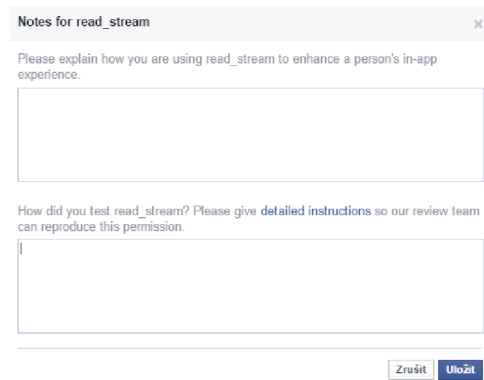 Notes for read_stream
Please explain how you are using read_stream to enhance a person's in-app
experience.
How did you test read_stream? Please give detailed instructions so our review team
can reproduce this permission.
Zrušit Uložit